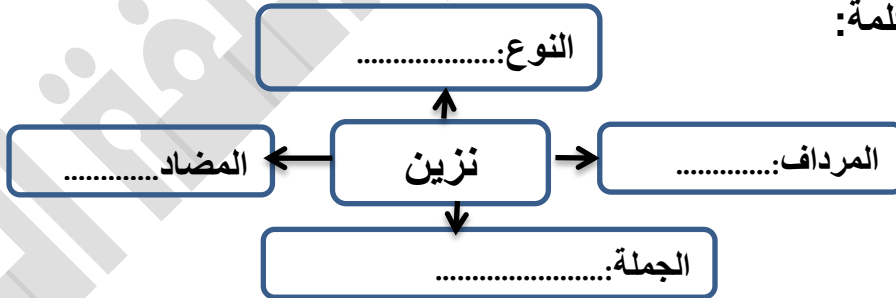 لمة:
النوع:...................
المرداف:.............
نزين
المضاد.............
الجملة:.......................